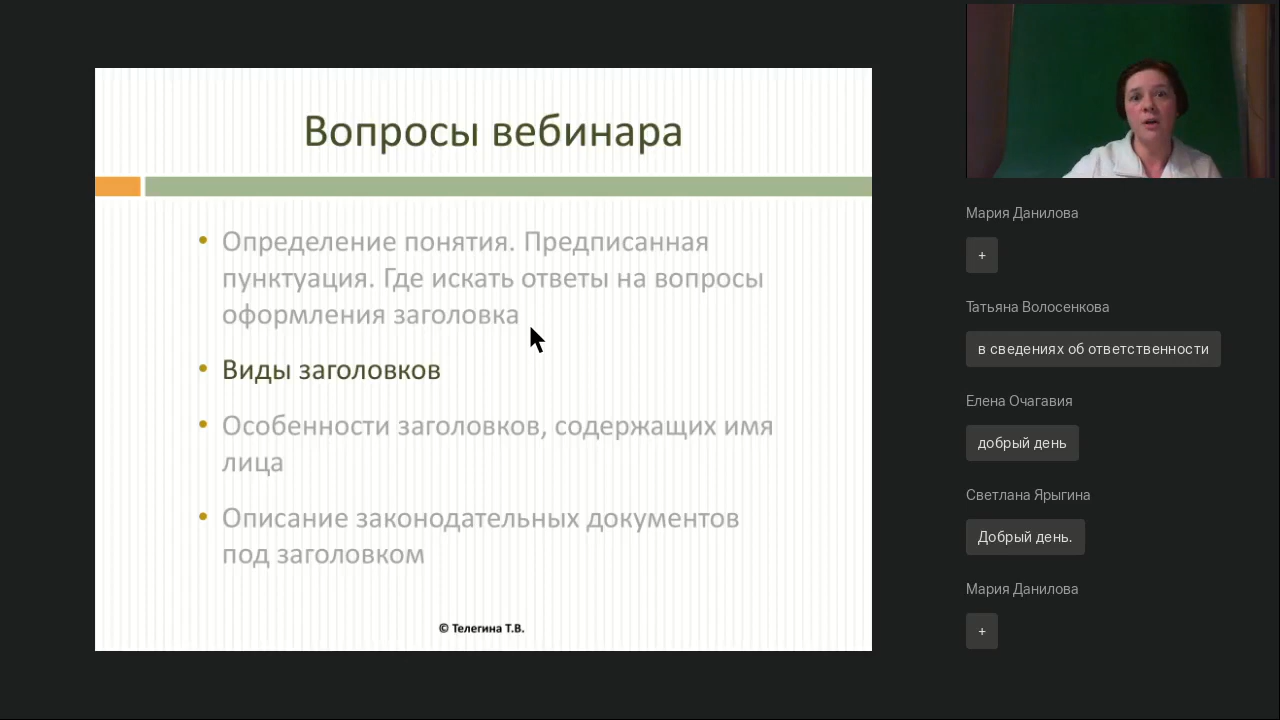 Вопросы вебинара
• Определение понятия. Предписанная
пунктуация. Где искать ответы на вопросы
оформления заголовка
• Виды заголовков
• Особенности заголовков, содержащих имя
лица
• Описание законодательных документов
под заголовком
© Телегина Т.В.
Мария Данилова
+
Татьяна Волосенкова
в сведениях об ответственности
Елена Очагавия
добрый день
Светлана Ярыгина
Добрый день.
Мария Данилова
+